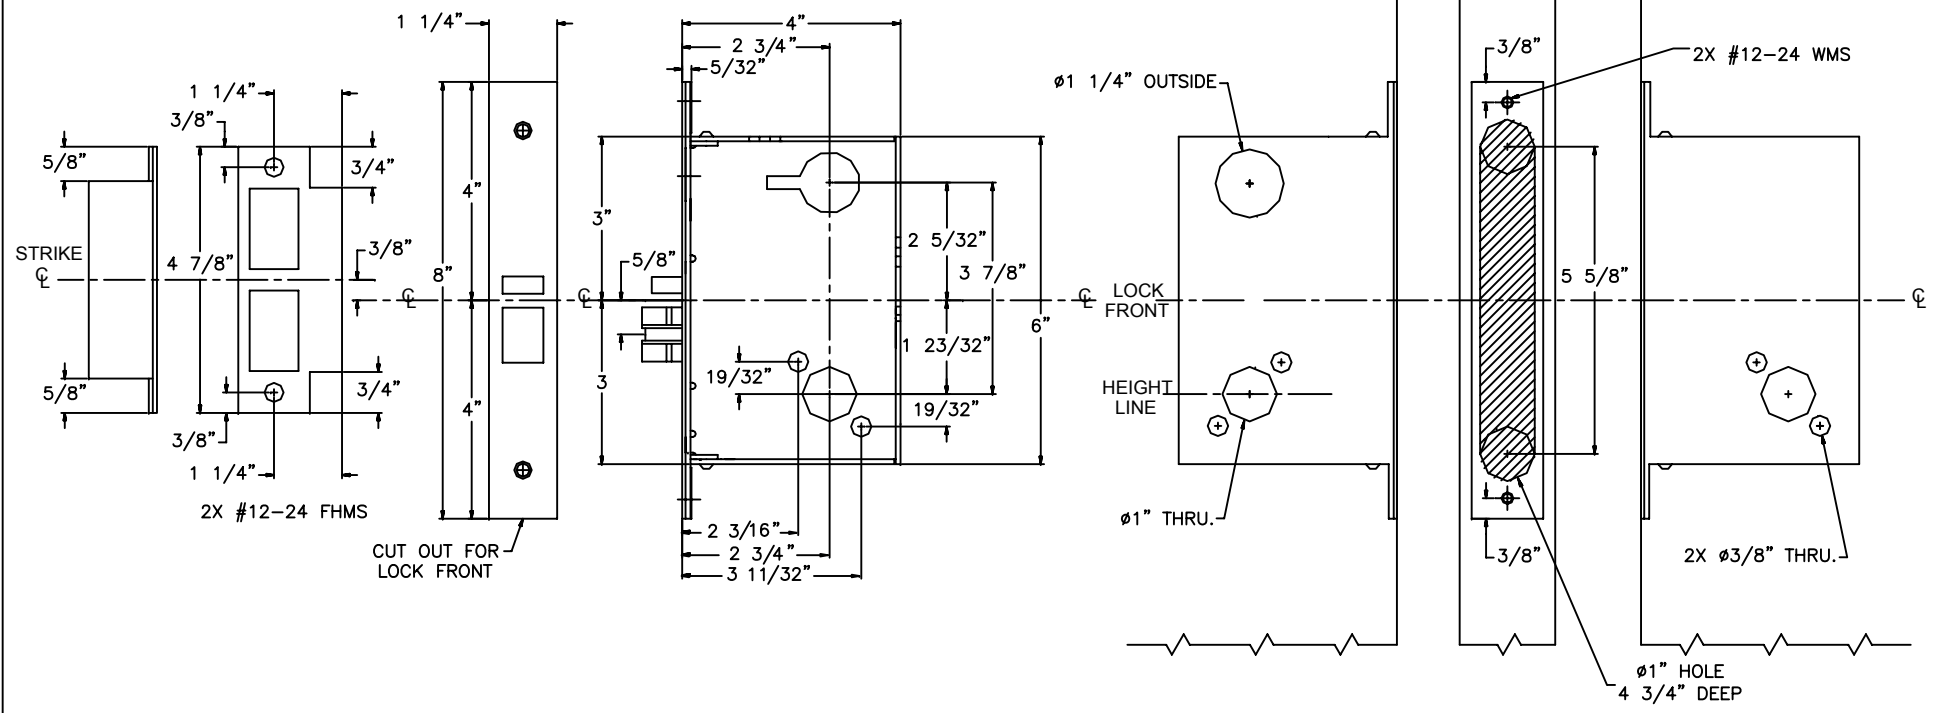 1 1/4”
3/8”
5/8”
3/4”
STRIKE
℄
4 7/8”
3/8”
5/8”
3/4”
3/8”
1 1/4”
2X #12-24 FHMS
1 1/4”
4”
8”
℄
4”
CUT OUT FOR
LOCK FRONT
4”
2 3/4”
5/32”
3”
5/8”
℄
2 5/32”
3 7/8”
6”
1 23/32”
3
19/32”
19/32”
2 3/16”
2 3/4”
3 11/32”
ø1 1/4” OUTSIDE
℄
LOCK
FRONT
HEIGHT
LINE
ø1” THRU.
3/8”
2X #12-24 WMS
5 5/8”
℄
3/8”
2X ø3/8” THRU.
ø1” HOLE
4 3/4” DEEP